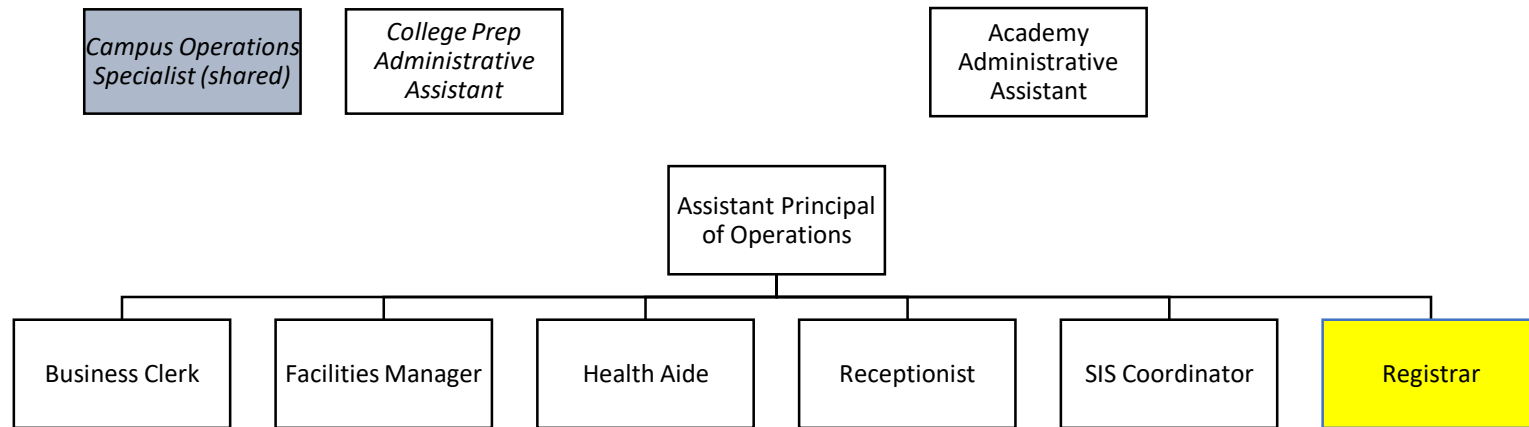 Campus Operations
Specialist (shared)
College Prep
Administrative
Assistant
Academy
Administrative
Assistant
Assistant Principal
of Operations
Business Clerk
Facilities Manager
Health Aide
Receptionist
SIS Coordinator
Registrar